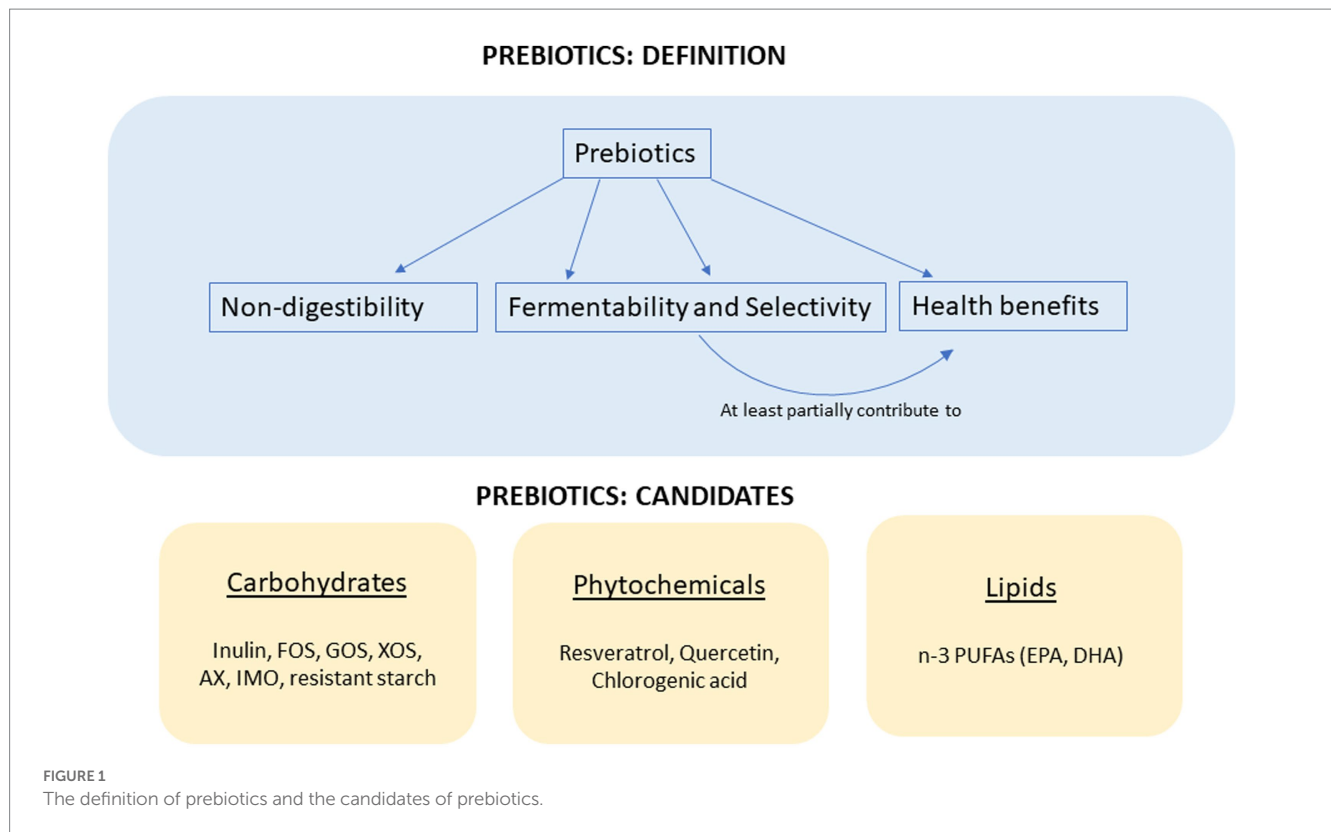 PREBIOTICS: DEFINITION
Prebiotics
Non-digestibility
Fermentability and Selectivity
Health benefits
At least partially contribute to
PREBIOTICS: CANDIDATES
Carbohydrates
Inulin, FOS, GOS, XOS,
AX, IMO, resistant starch
Phytochemicals
Resveratrol, Quercetin,
Chlorogenic acid
Lipids
n-3 PUFAs (EPA, DHA)
FIGURE 1
The definition of prebiotics and the candidates of prebiotics.